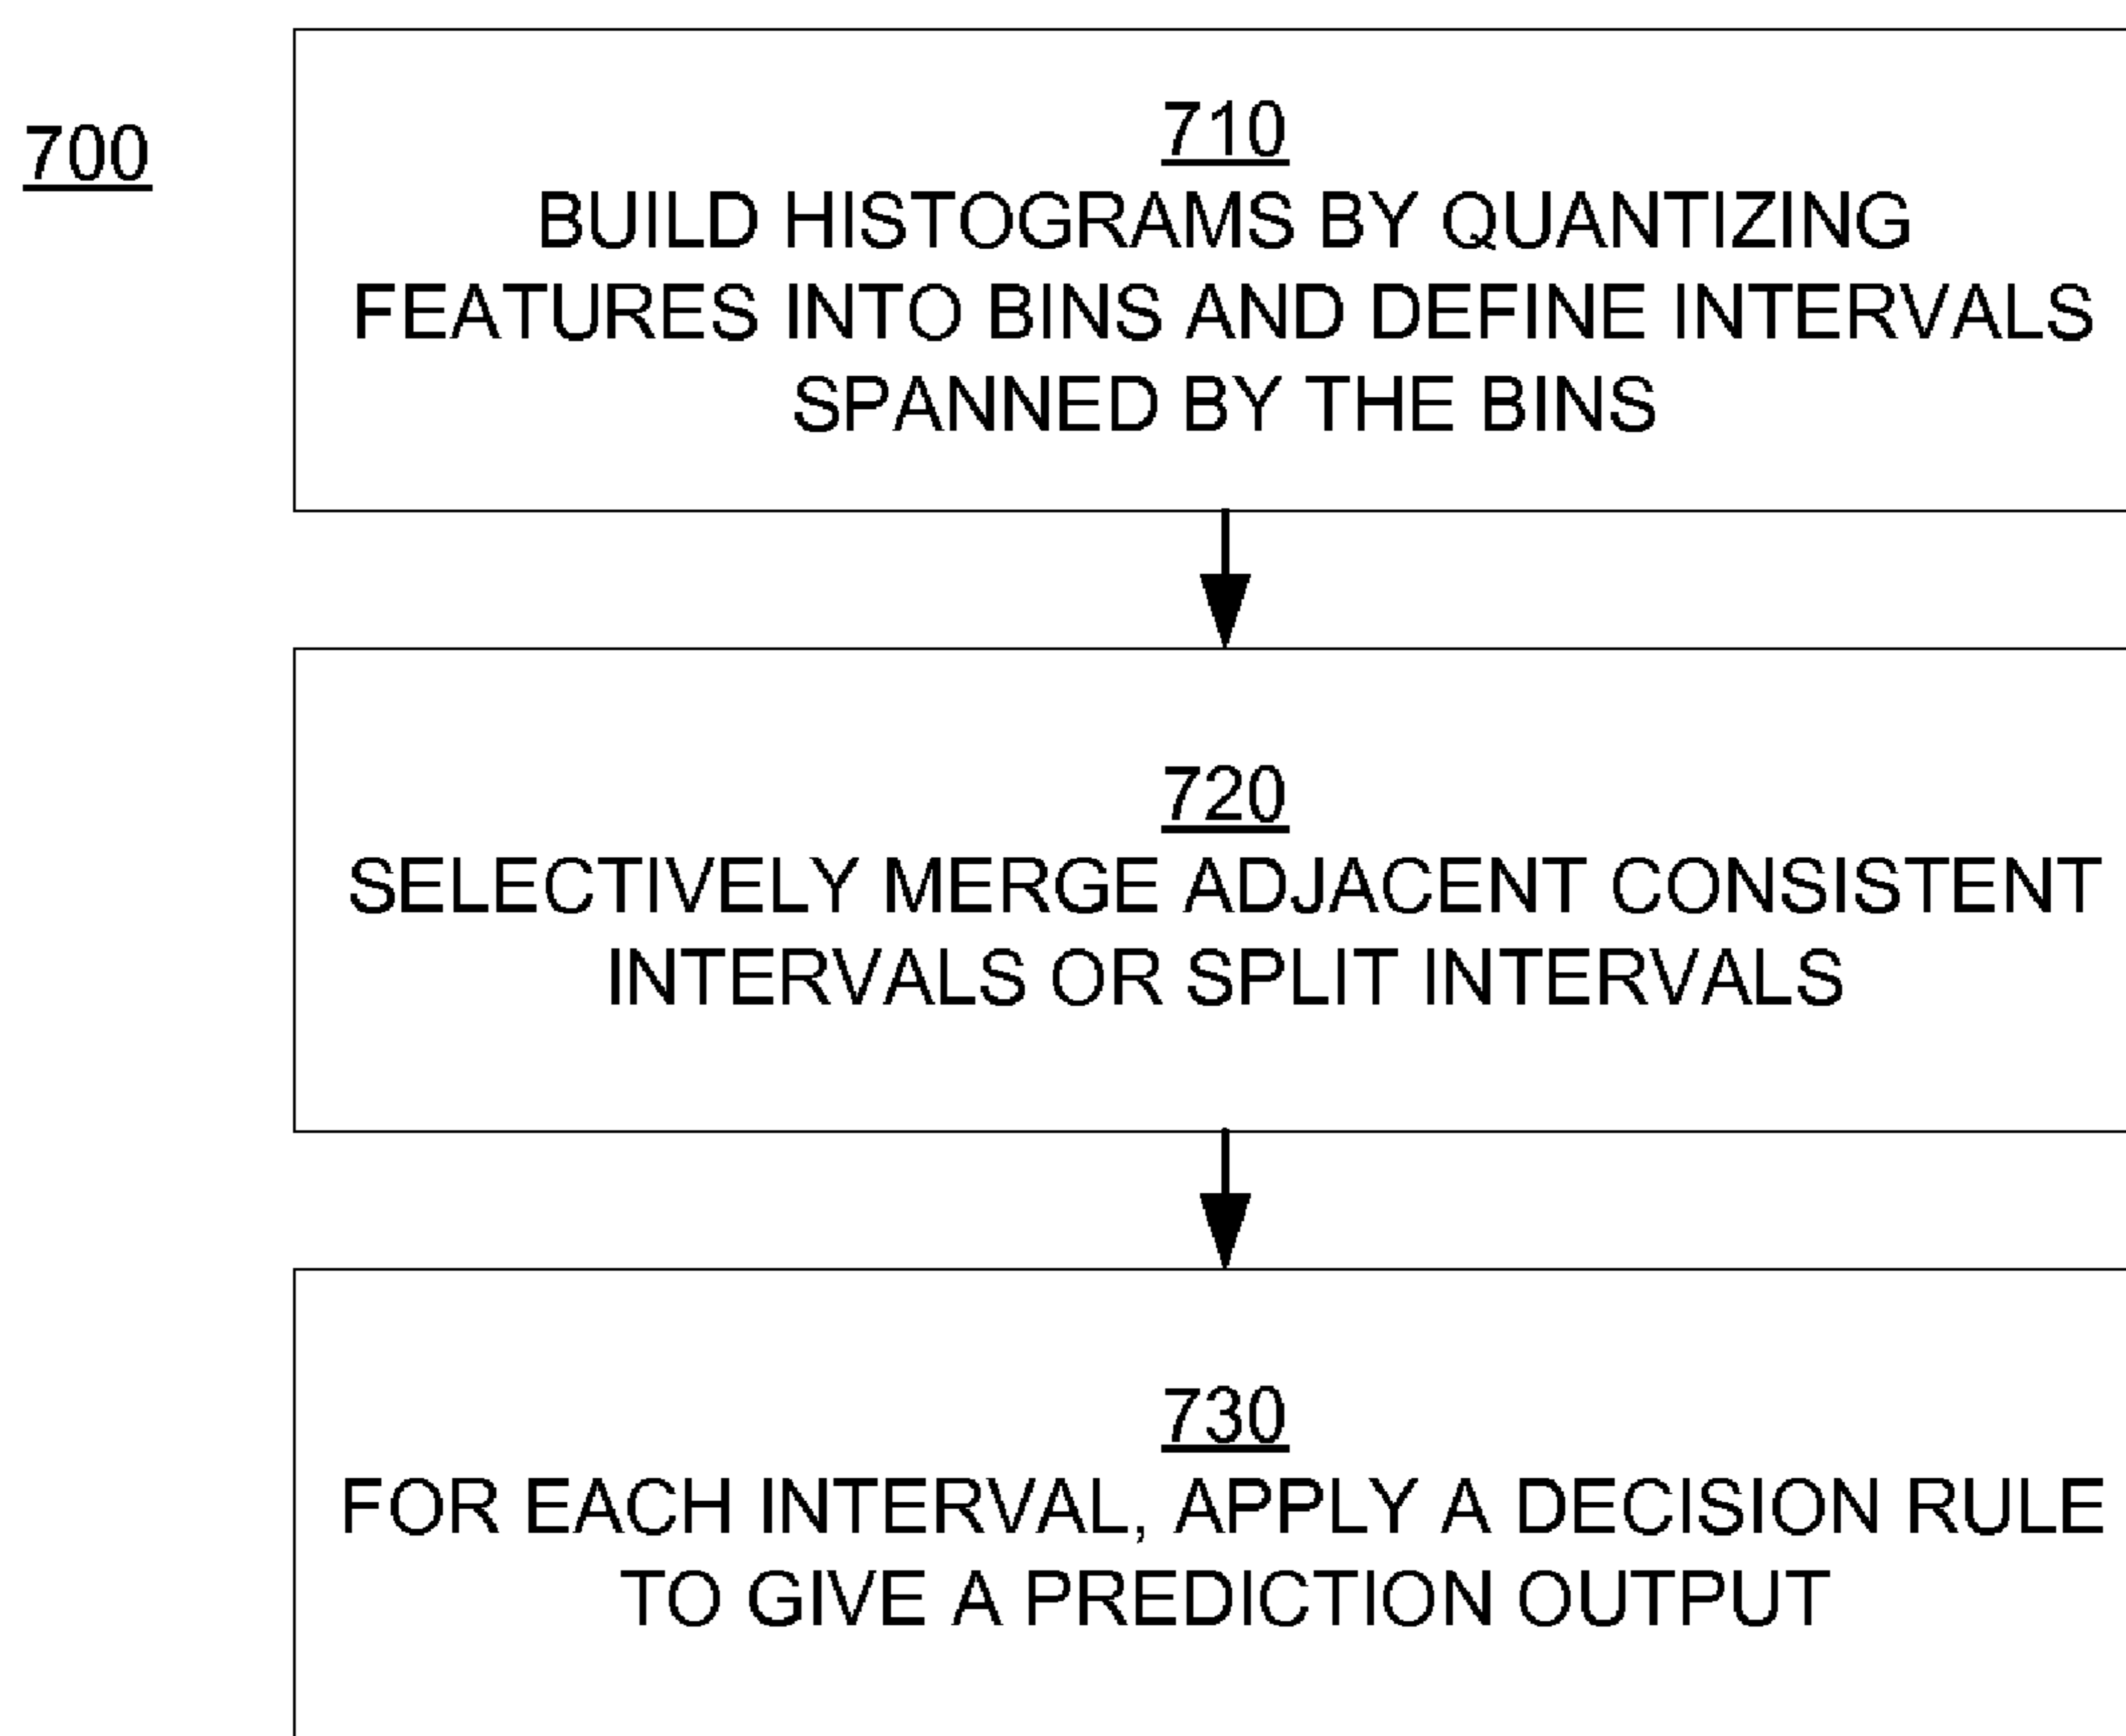 700
710
BUILD HISTOGRAMS BY QUANTIZING
FEATURES INTO BINS AND DEFINE INTERVALS
SPANNED BY THE BINS
720
SELECTIVELY MERGE ADJACENT CONSISTENT
INTERVALS OR SPLIT INTERVALS
730
FOR EACH INTERVAL, APPLY A DECISION RULE
TO GIVE A PREDICTION OUTPUT